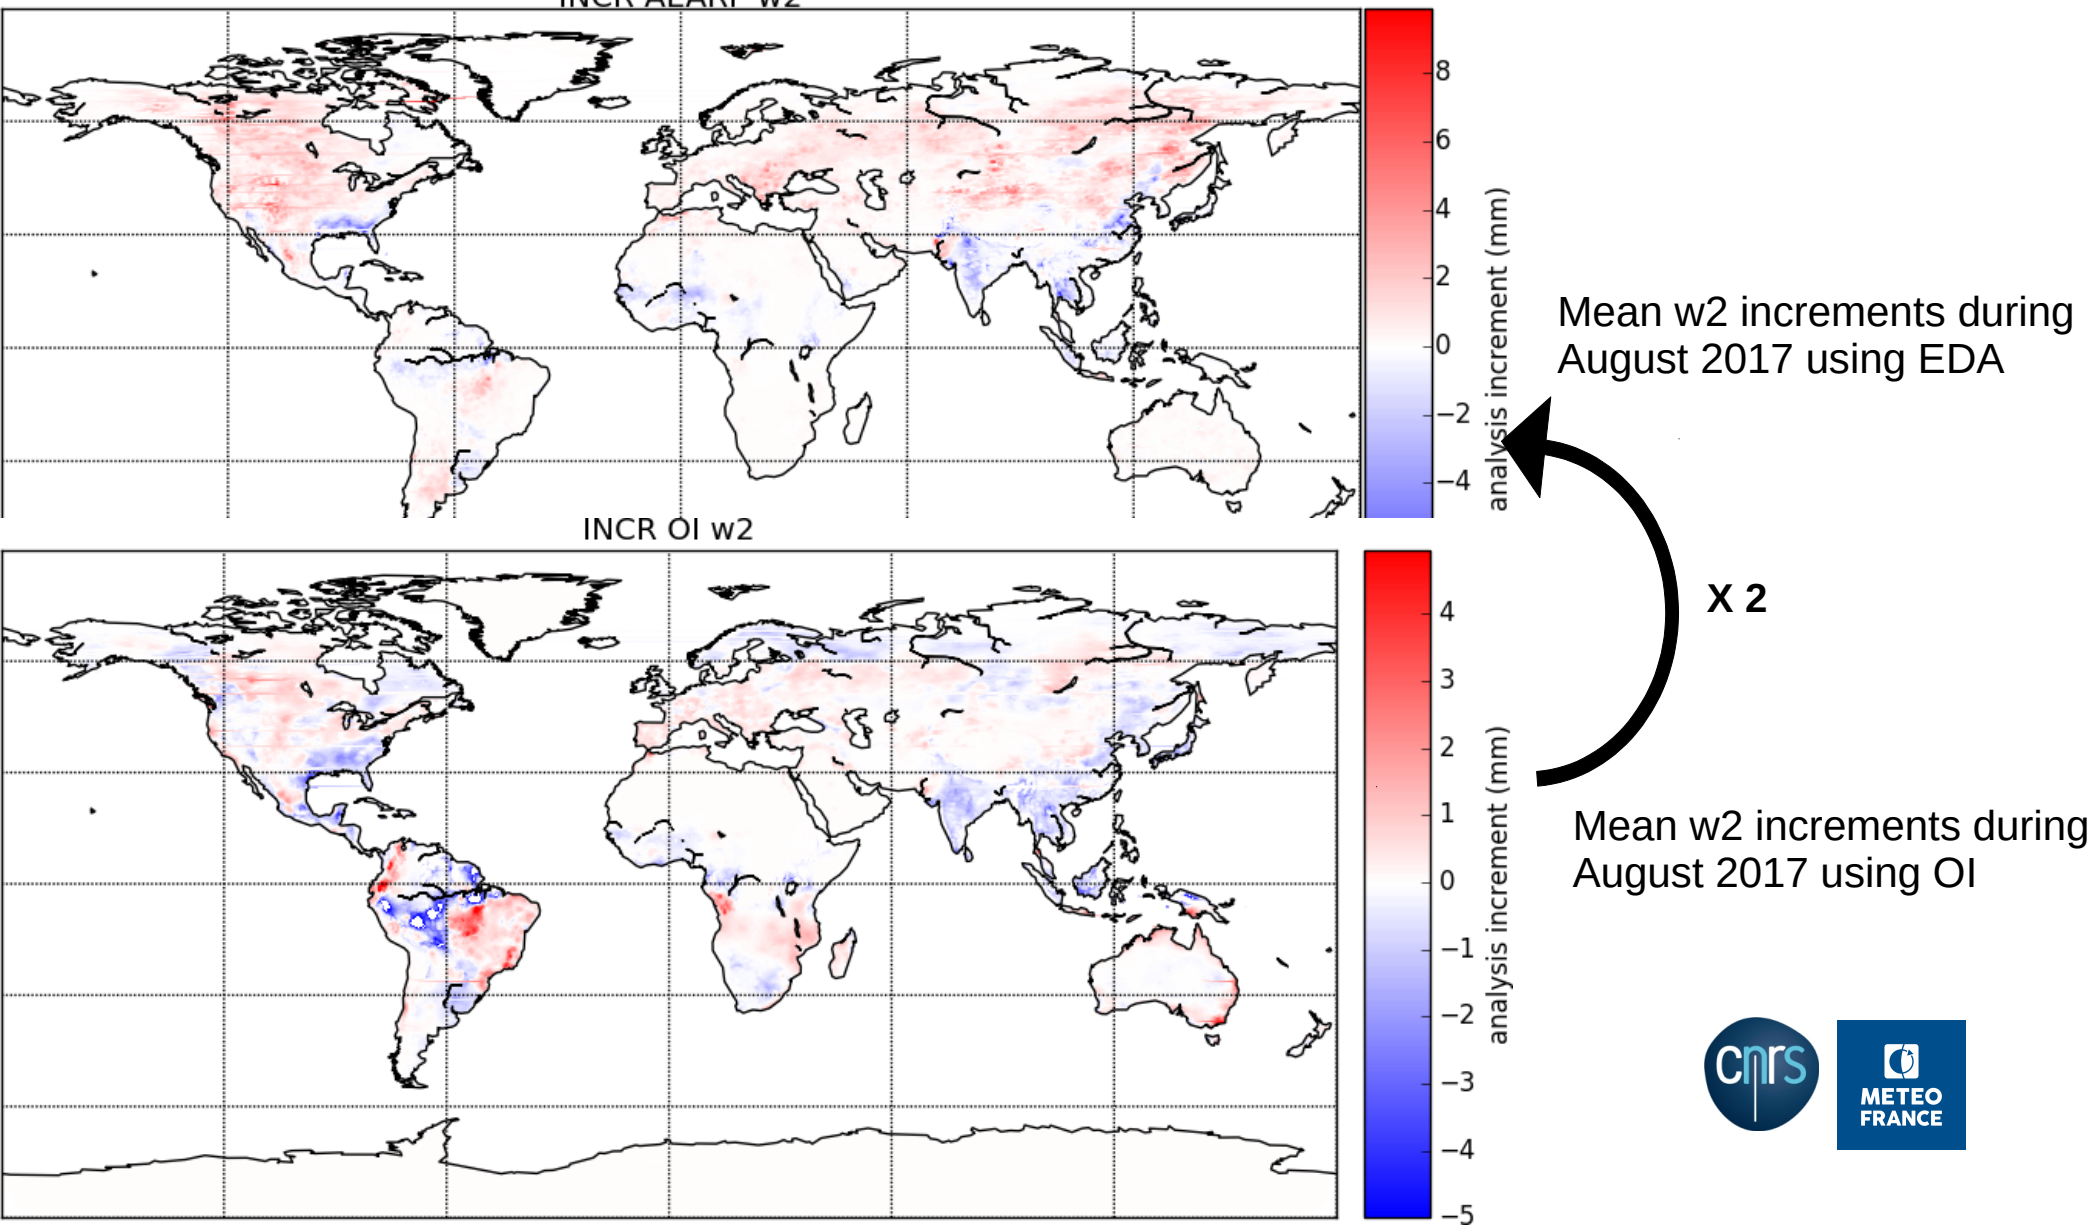 INCR
w2
8
6
4
2
0
−2
−4
analysis increment (mm)
Mean w2 increments during
August 2017 using EDA
X 2
INCR OI w2
4
3
2
1
0
−1
−2
−3
−4
−5
analysis increment (mm)
Mean w2 increments during
August 2017 using OI
cnrs
METEO
FRANCE